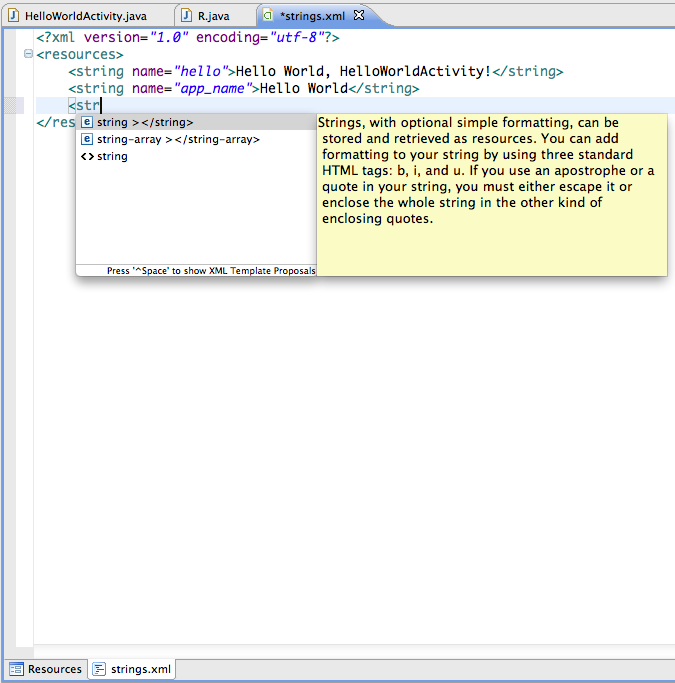 HelloWorldActivity.java R.java *strings.xml
<?xml version="1.0" encoding="utf-8"?>
<resources>
<string name="hello">Hello World, HelloWorldActivity!</string>
<string name="app_name">Hello World</string>
<str
</res
string ></string>
string-array ></string-array>
<> string
Press '^Space' to show XML Template Proposals
Strings, with optional simple formatting, can be
stored and retrieved as resources. You can add
formatting to your string by using three standard
HTML tags: b, i, and u. If you use an apostrophe or a
quote in your string, you must either escape it or
enclose the whole string in the other kind of
enclosing quotes.
Resources strings.xml